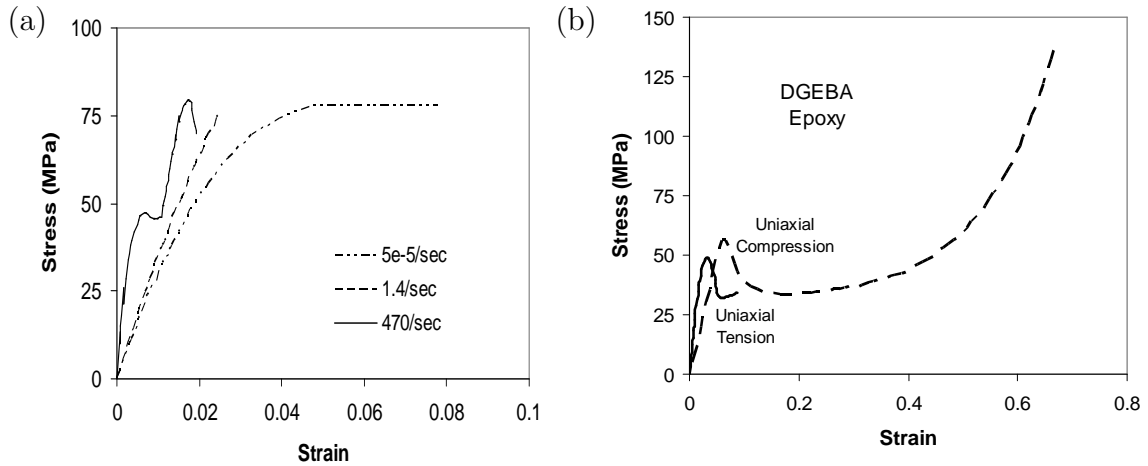 (a)
100
75
50
25
0
Stress (MPa)
0 0.02 0.04 0.06 0.08 0.1
Strain
5e-5/sec
1.4/sec
470/sec
(b)
150
125
100
75
50
25
0
Stress (MPa)
DGEBA
Epoxy
Uniaxial
Compression
Uniaxial
Tension
0 0.2 0.4 0.6 0.8
Strain